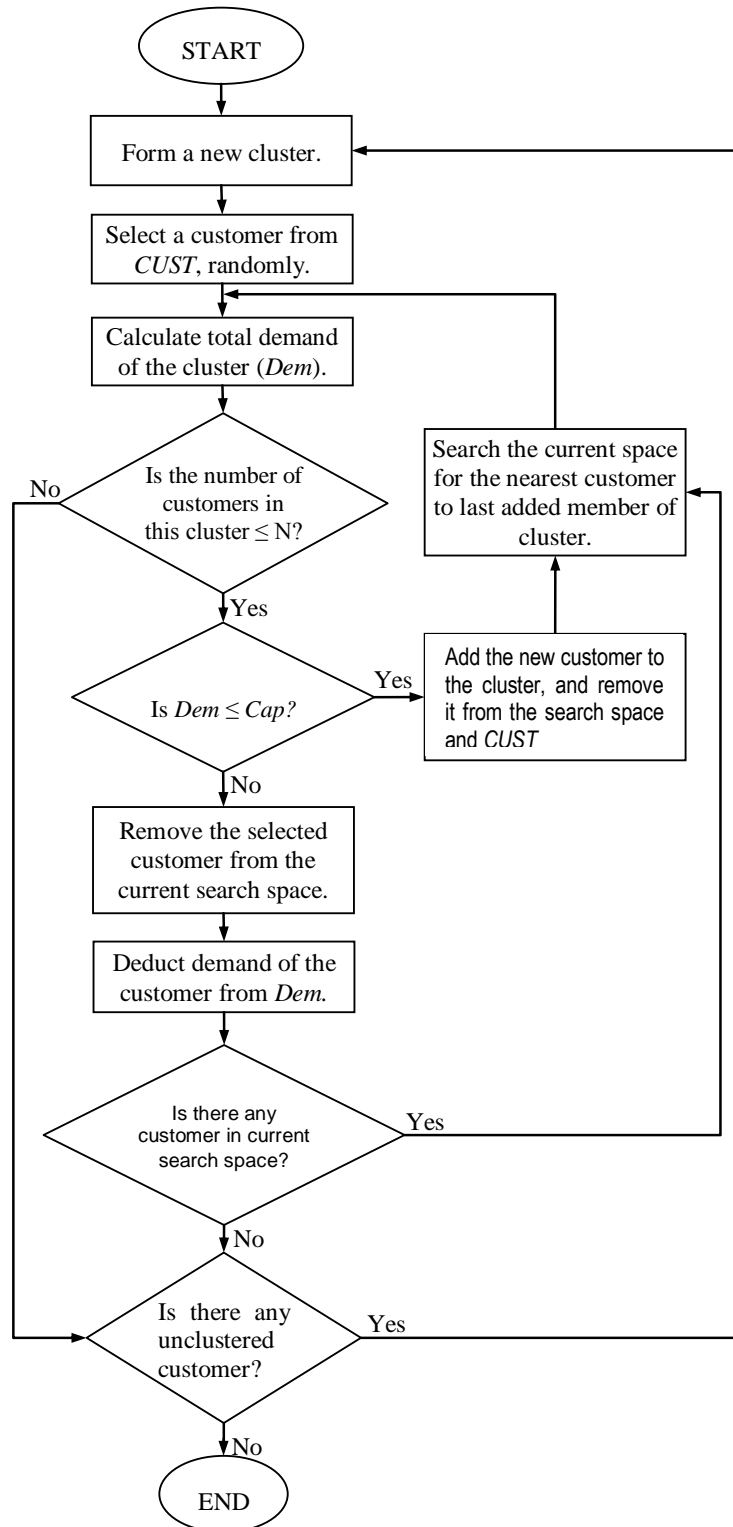 START
Form a new cluster.
Select a customer from
CUST, randomly.
Calculate total demand
of the cluster (Dem).
Is the number of
customers in
this cluster ≤ N?
No
Yes
Search the current space
for the nearest customer
to last added member of
cluster.
Is Dem ≤ Cap?
Yes
Add the new customer to
the cluster, and remove
it from the search space
and CUST
No
Remove the selected
customer from the
current search space.
Deduct demand of the
customer from Dem.
Is there any
customer in current
search space?
Yes
No
Is there any
unclustered
customer?
Yes
No
END